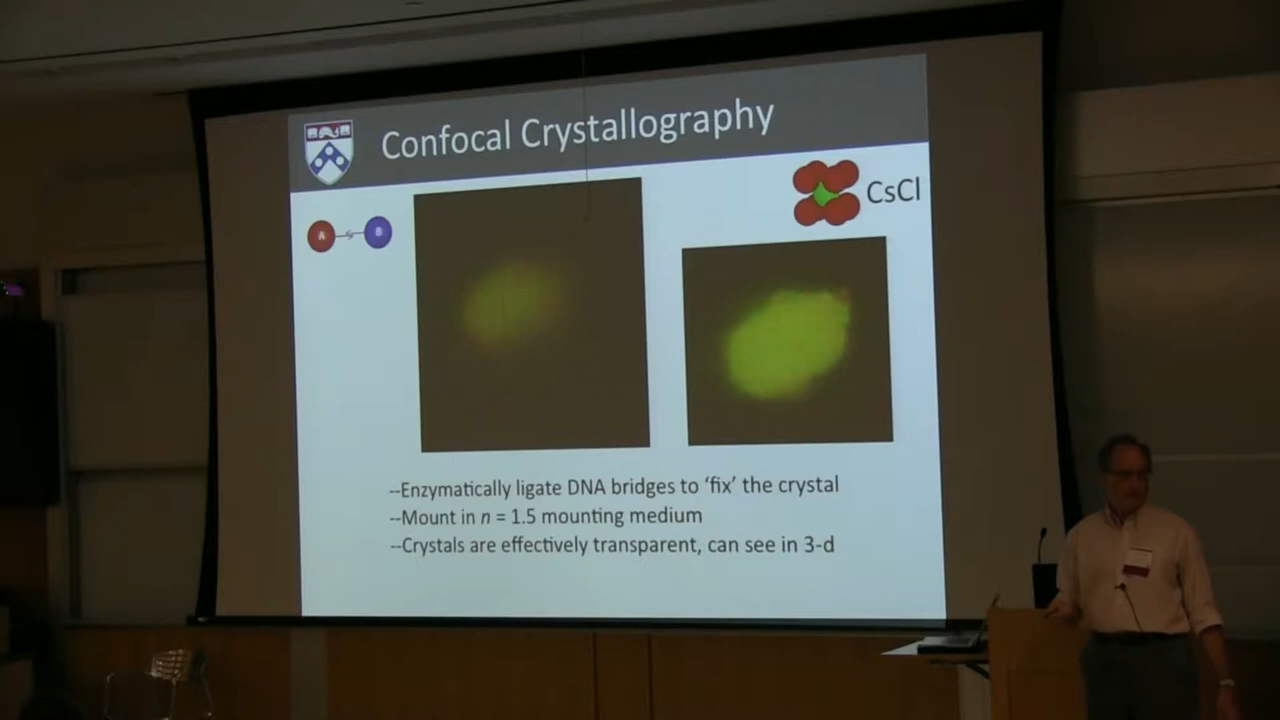 Confocal Crystallography
A
B
CsCl
--Enzymatically ligate DNA bridges to ‘fix’ the crystal
--Mount in n = 1.5 mounting medium
--Crystals are effectively transparent, can see in 3-d